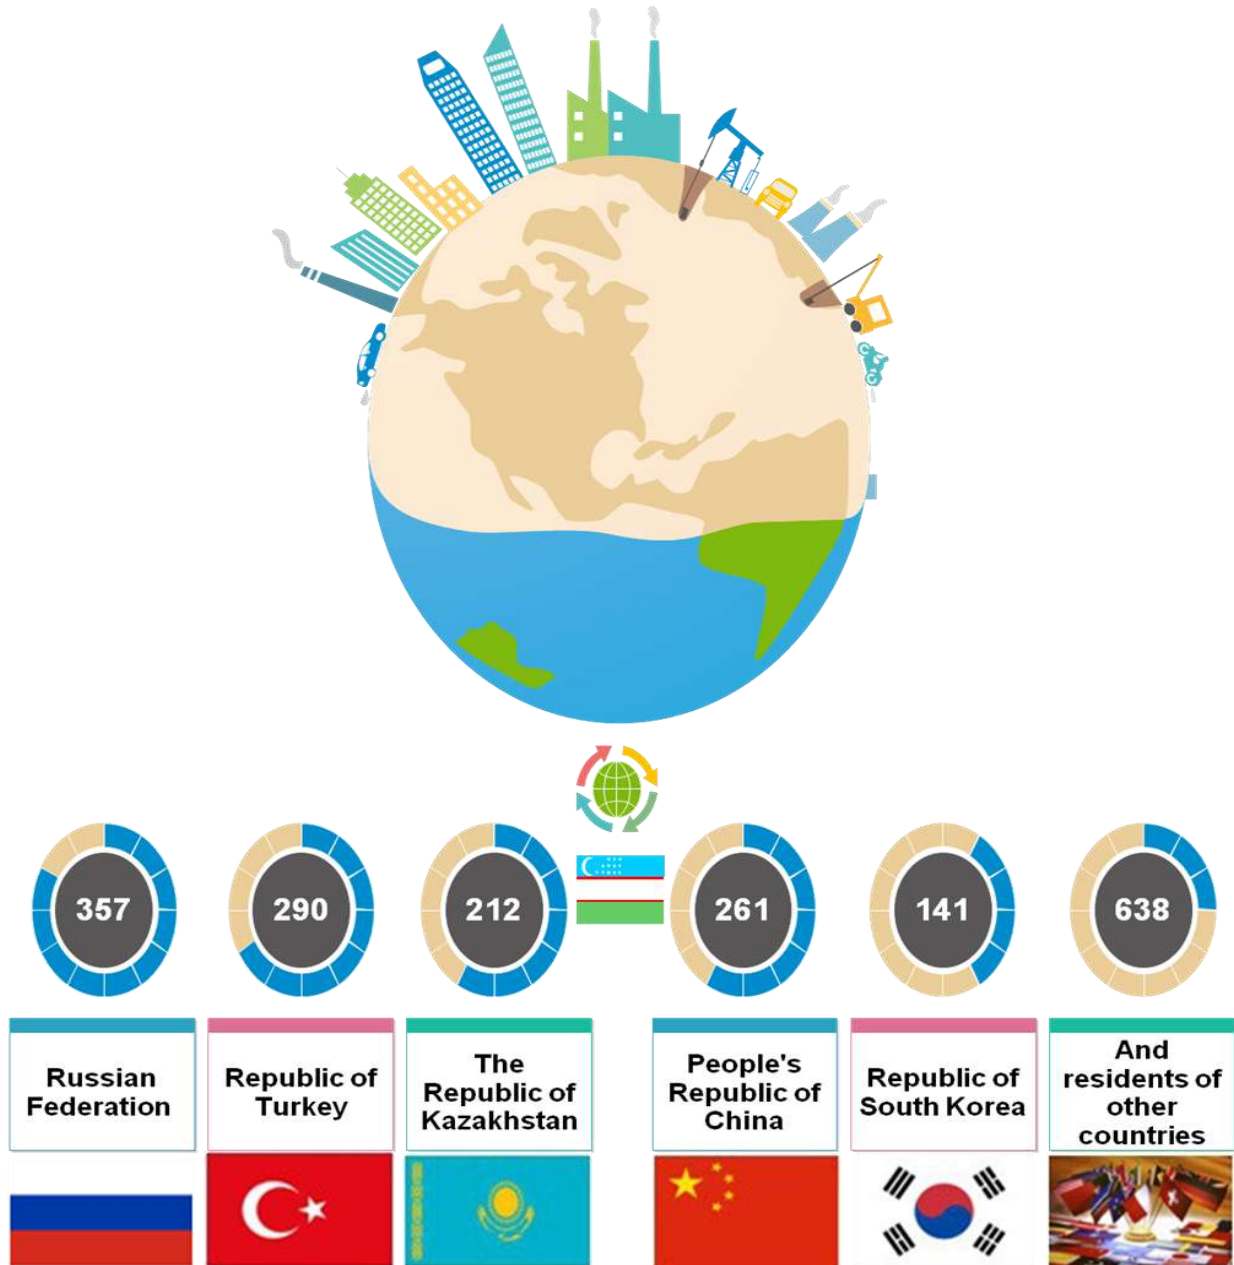 357
290
212
261
141
638
Russian
Federation
Republic of
Turkey
The
Republic of
Kazakhstan
People's
Republic of
China
Republic of
South Korea
And
residents of
other
countries